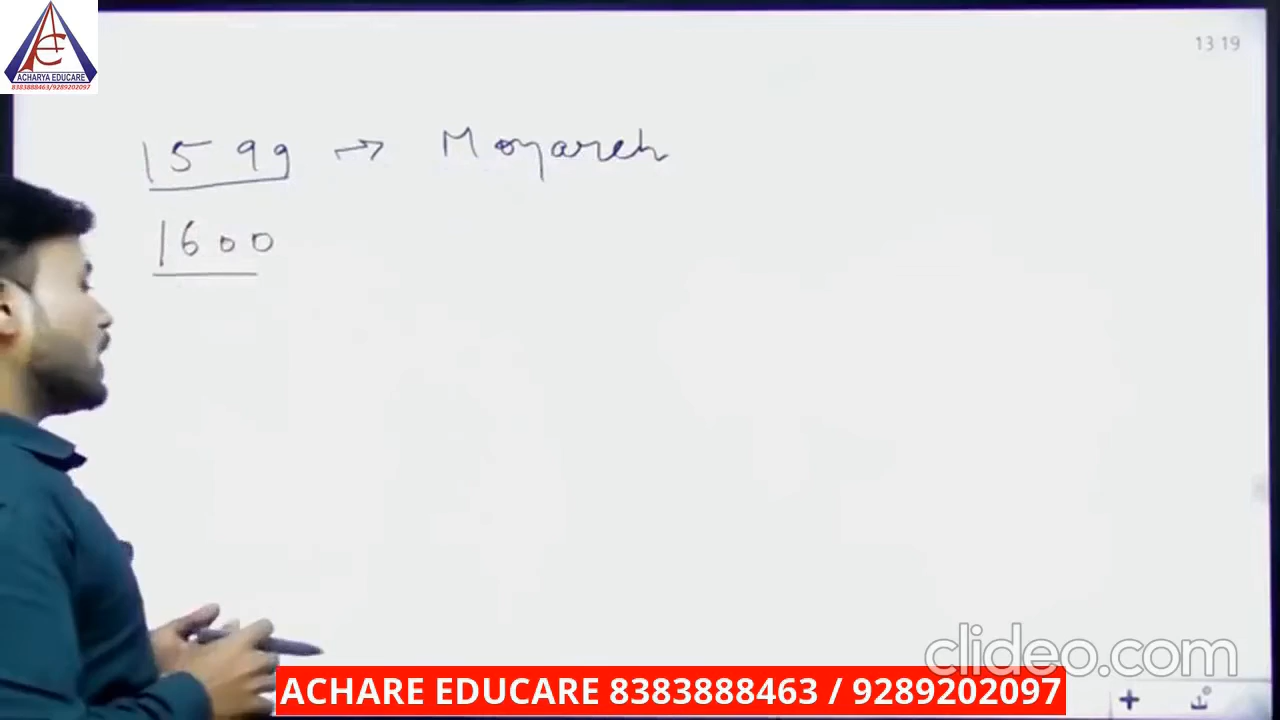 ACHARYA EDUCARE
8383888463/9289202097
13 19
1599 → Monarch
1600
clideo.com
ACHARE EDUCARE 8383888463 / 9289202097